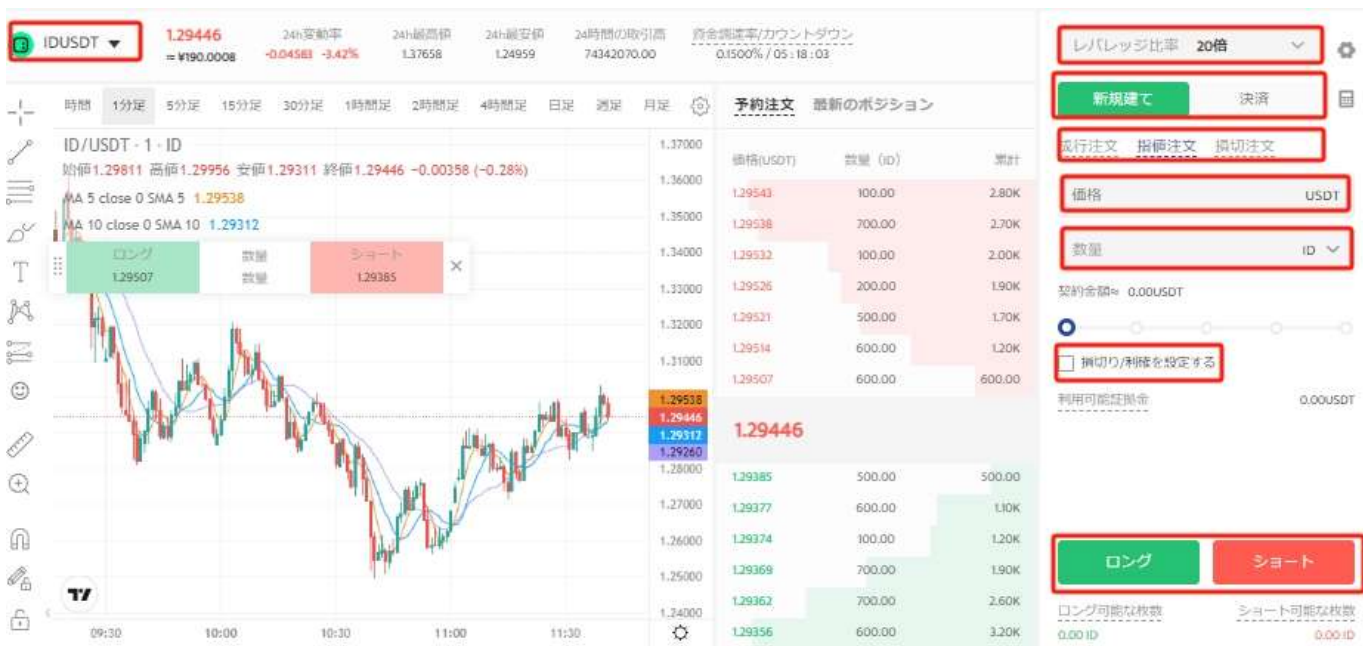 IDUSDT
1.29446
≈ ¥190.0008
24h変動率
-0.04583 -3.42%
24h最高値
1.37658
24h最安値
1.24959
24時間の取引高
74342070.00
資金調達率/カウントダウン
0.1500% / 05:18:03
時間 1分足 5分足 15分足 30分足 1時間足 2時間足 4時間足 日足 週足 月足
ID/USDT · 1 · ID
始値1.29811 高値1.29956 安値1.29311 終値1.29446 −0.00358 (−0.28%)
MA 5 close 0 SMA 5 1.29538
MA 10 close 0 SMA 10 1.29312
ロング 数量 ショート
1.29507 数量 1.29385
1.37000
1.36000
1.35000
1.34000
1.33000
1.32000
1.31000
1.29538
1.29446
1.29312
1.29260
1.28000
1.27000
1.26000
1.25000
1.24000
09:30 10:00 10:30 11:00 11:30
予約注文 最新のポジション
価格(USDT) 数量 (ID) 累計
1.29543 100.00 2.80K
1.29538 700.00 2.70K
1.29532 100.00 2.00K
1.29526 200.00 1.90K
1.29521 500.00 1.70K
1.29514 600.00 1.20K
1.29507 600.00 600.00
1.29446
1.29385 500.00 500.00
1.29377 600.00 1.10K
1.29374 100.00 1.20K
1.29369 700.00 1.90K
1.29362 700.00 2.60K
1.29356 600.00 3.20K
レバレッジ比率 20倍
新規建て 決済
成行注文 指値注文 損切注文
価格 USDT
数量 ID
契約金額≈ 0.00USDT
損切り/利確を設定する
利用可能証拠金 0.00USDT
ロング ショート
ロング可能な枚数 ショート可能な枚数
0.00 ID 0.00 ID